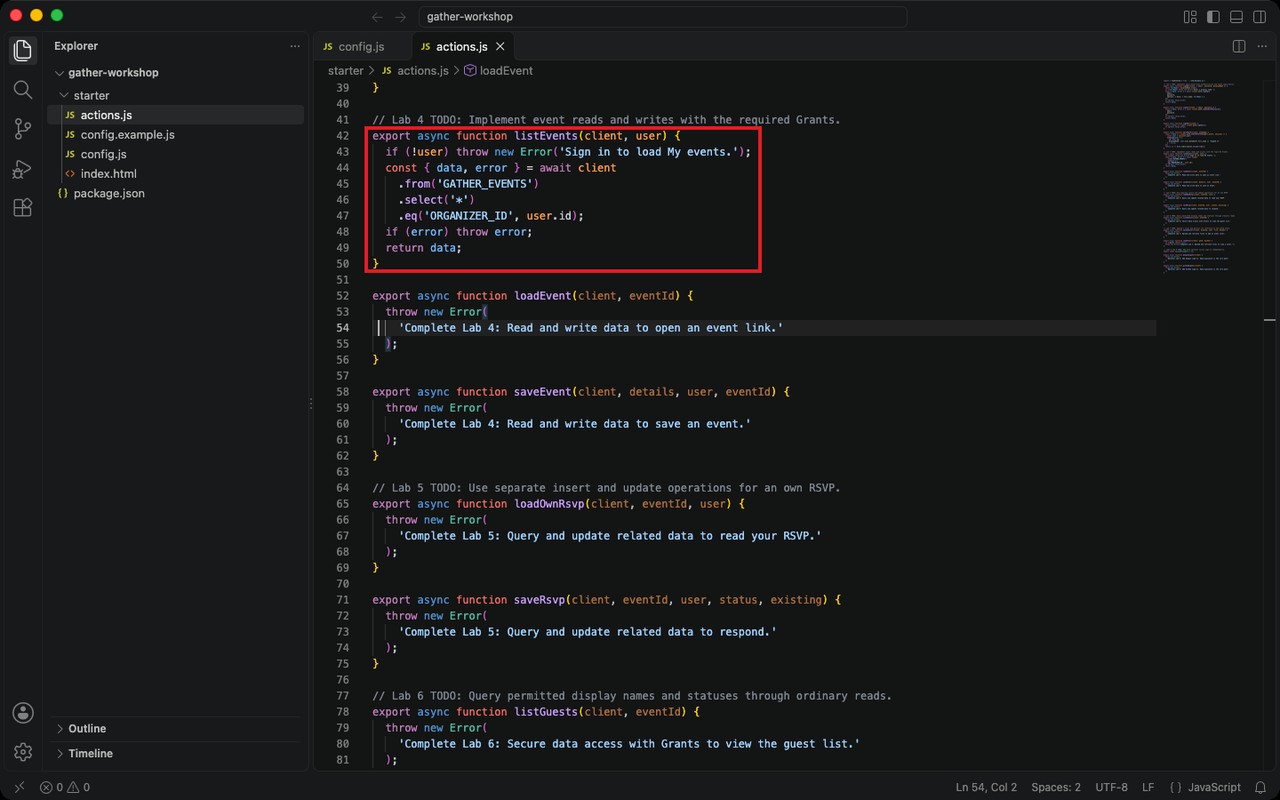 gather-workshop
Explorer
gather-workshop
starter
JS actions.js
JS config.example.js
JS config.js
<> index.html
{} package.json
Outline
Timeline
JS config.js
JS actions.js
starter > JS actions.js > loadEvent
39 }
40
41 // Lab 4 TODO: Implement event reads and writes with the required Grants.
42 export async function listEvents(client, user) {
43 if (!user) throw new Error('Sign in to load My events.');
44 const { data, error } = await client
45 .from('GATHER_EVENTS')
46 .select('*')
47 .eq('ORGANIZER_ID', user.id);
48 if (error) throw error;
49 return data;
50 }
51
52 export async function loadEvent(client, eventId) {
53 throw new Error(
54 'Complete Lab 4: Read and write data to open an event link.'
55 );
56 }
57
58 export async function saveEvent(client, details, user, eventId) {
59 throw new Error(
60 'Complete Lab 4: Read and write data to save an event.'
61 );
62 }
63
64 // Lab 5 TODO: Use separate insert and update operations for an own RSVP.
65 export async function loadOwnRsvp(client, eventId, user) {
66 throw new Error(
67 'Complete Lab 5: Query and update related data to read your RSVP.'
68 );
69 }
70
71 export async function saveRsvp(client, eventId, user, status, existing) {
72 throw new Error(
73 'Complete Lab 5: Query and update related data to respond.'
74 );
75 }
76
77 // Lab 6 TODO: Query permitted display names and statuses through ordinary reads.
78 export async function listGuests(client, eventId) {
79 throw new Error(
80 'Complete Lab 6: Secure data access with Grants to view the guest list.'
81 );
0 0
Ln 54, Col 2 Spaces: 2 UTF-8 LF {} JavaScript